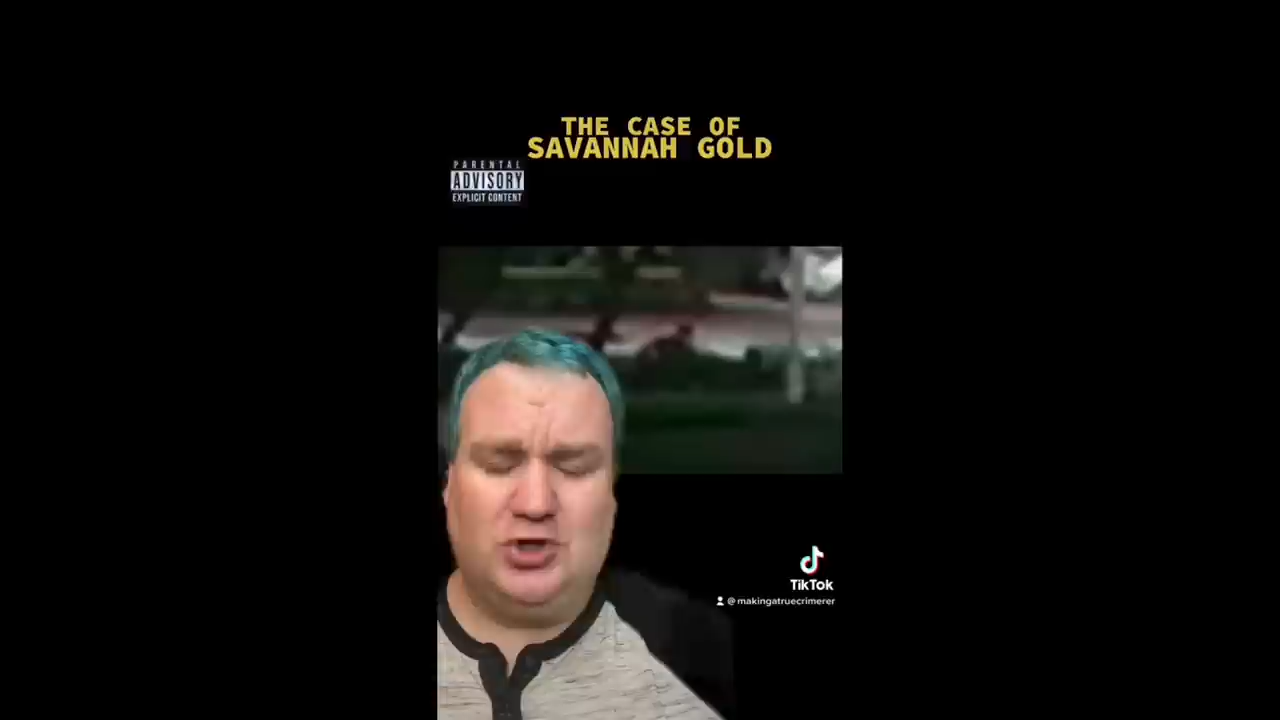 THE CASE OF
SAVANNAH GOLD
PARENTAL
ADVISORY
EXPLICIT CONTENT
TikTok
@makingatruecrimerer